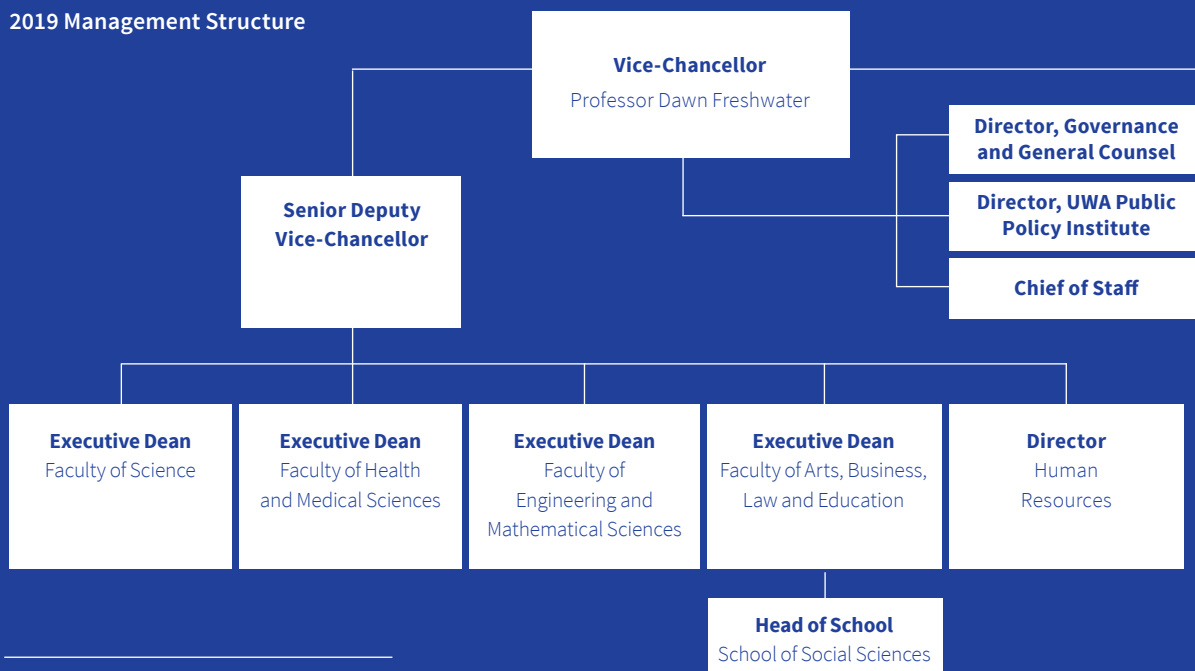 2019 Management Structure
Vice-Chancellor
Professor Dawn Freshwater
Director, Governance
and General Counsel
Director, UWA Public
Policy Institute
Chief of Staff
Senior Deputy
Vice-Chancellor
Executive Dean
Faculty of Science
Executive Dean
Faculty of Health
and Medical Sciences
Executive Dean
Faculty of
Engineering and
Mathematical Sciences
Executive Dean
Faculty of Arts, Business,
Law and Education
Director
Human
Resources
Head of School
School of Social Sciences